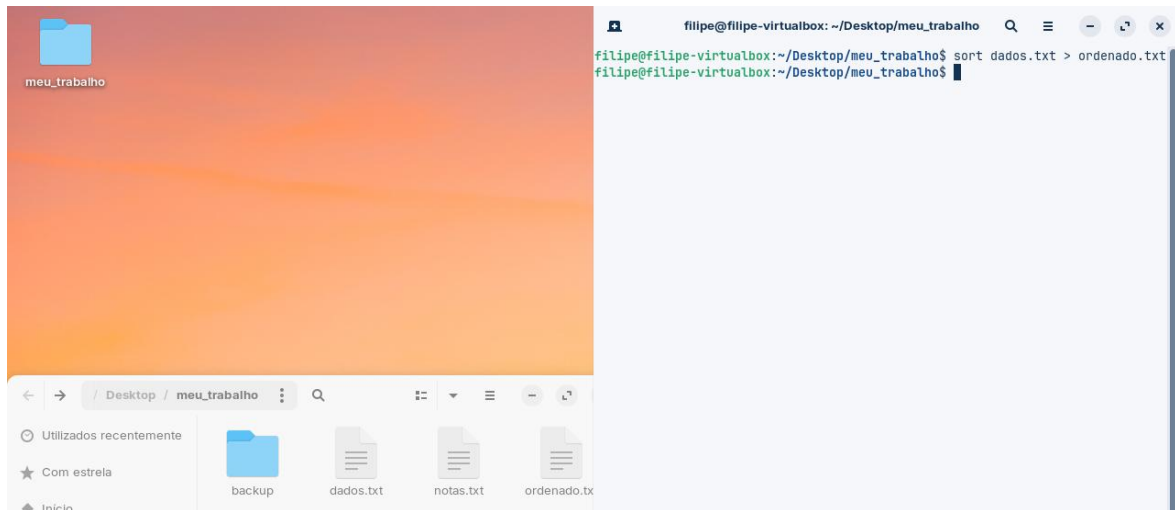 meu_trabalho
filipe@filipe-virtualbox: ~/Desktop/meu_trabalho
filipe@filipe-virtualbox:~/Desktop/meu_trabalho$ sort dados.txt > ordenado.txt
filipe@filipe-virtualbox:~/Desktop/meu_trabalho$
/ Desktop / meu_trabalho
Utilizados recentemente
Com estrela
Início
backup
dados.txt
notas.txt
ordenado.tx